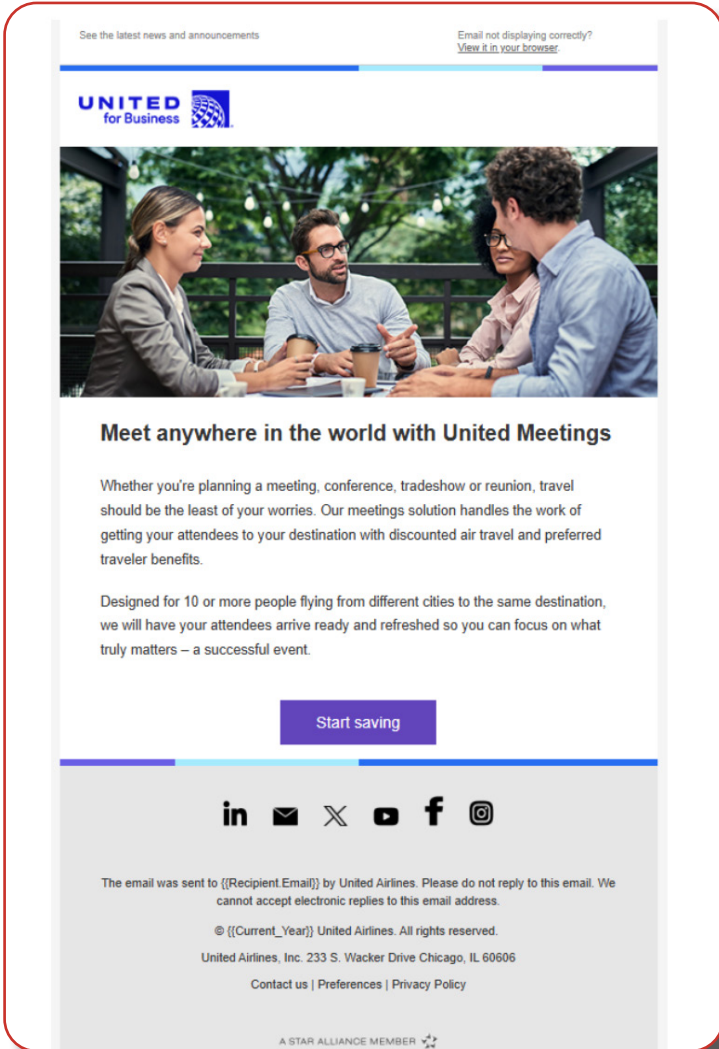 See the latest news and announcements
Email not displaying correctly?
View it in your browser.
UNITED
for Business
Meet anywhere in the world with United Meetings
Whether you're planning a meeting, conference, tradeshow or reunion, travel
should be the least of your worries. Our meetings solution handles the work of
getting your attendees to your destination with discounted air travel and preferred
traveler benefits.
Designed for 10 or more people flying from different cities to the same destination,
we will have your attendees arrive ready and refreshed so you can focus on what
truly matters – a successful event.
Start saving
The email was sent to {{Recipient.Email}} by United Airlines. Please do not reply to this email. We
cannot accept electronic replies to this email address.
© {{Current_Year}} United Airlines. All rights reserved.
United Airlines, Inc. 233 S. Wacker Drive Chicago, IL 60606
Contact us | Preferences | Privacy Policy
A STAR ALLIANCE MEMBER